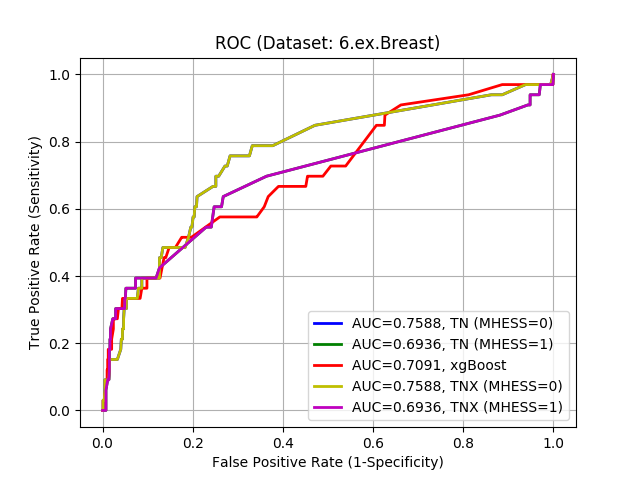 ROC (Dataset: 6.ex.Breast)
True Positive Rate (Sensitivity)
1.0
0.8
0.6
0.4
0.2
0.0
AUC=0.7588, TN (MHESS=0)
AUC=0.6936, TN (MHESS=1)
AUC=0.7091, xgBoost
AUC=0.7588, TNX (MHESS=0)
AUC=0.6936, TNX (MHESS=1)
0.0 0.2 0.4 0.6 0.8 1.0
False Positive Rate (1-Specificity)